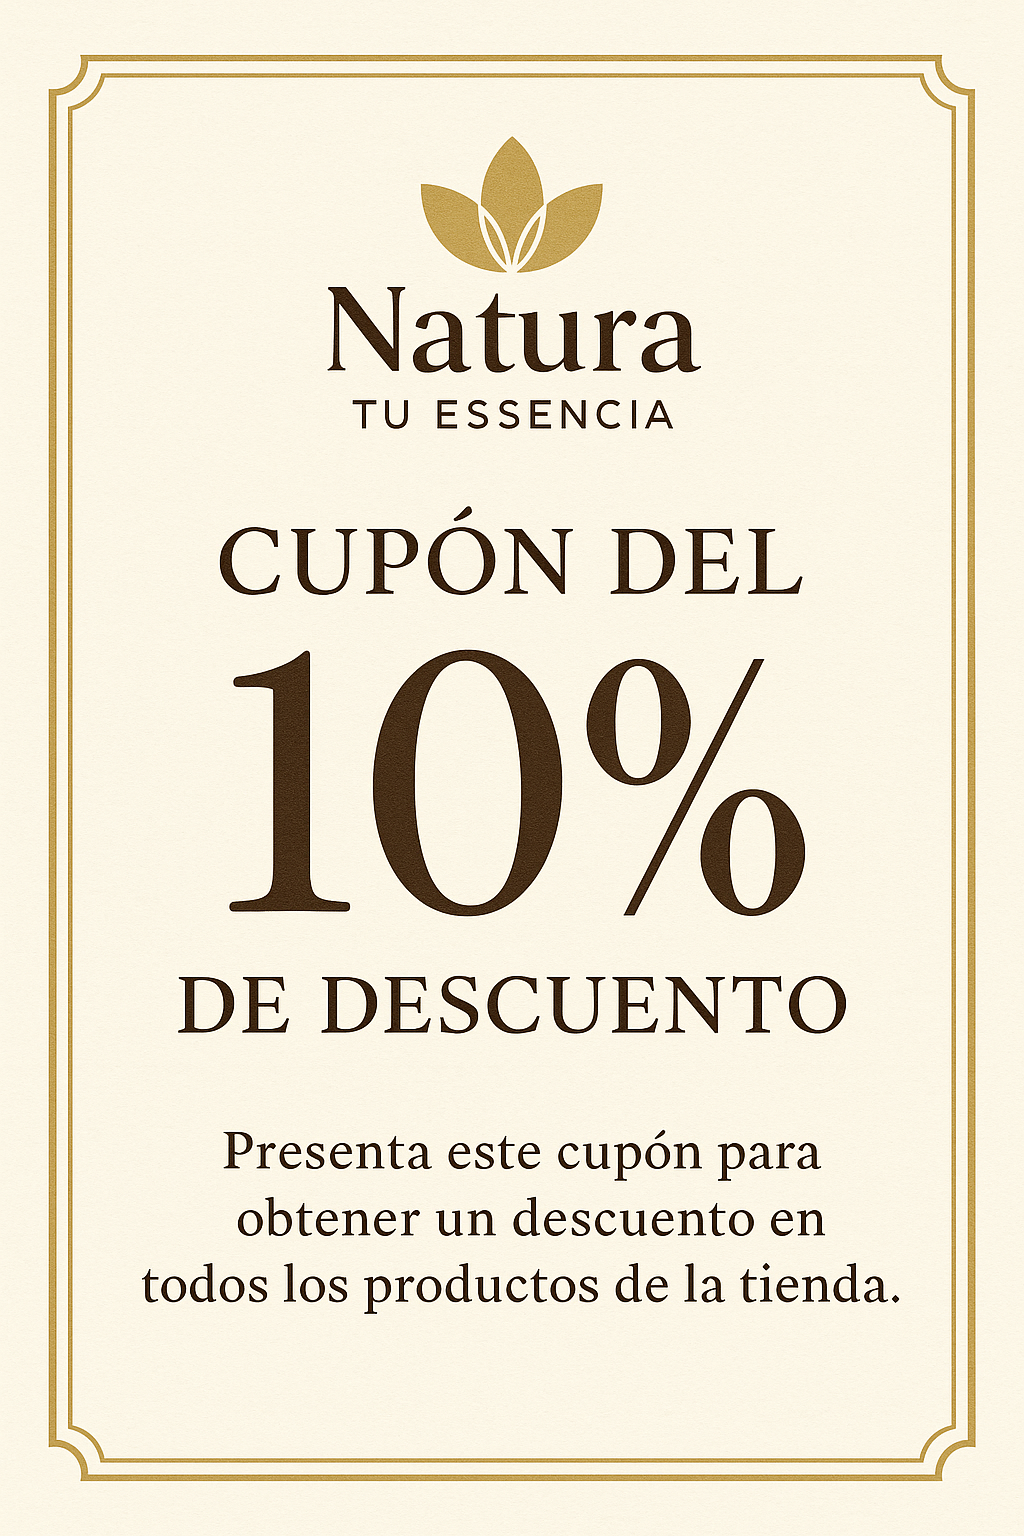 Natura
TU ESSENCIA
CUPÓN DEL
10%
DE DESCUENTO
Presenta este cupón para
obtener un descuento en
todos los productos de la tienda.